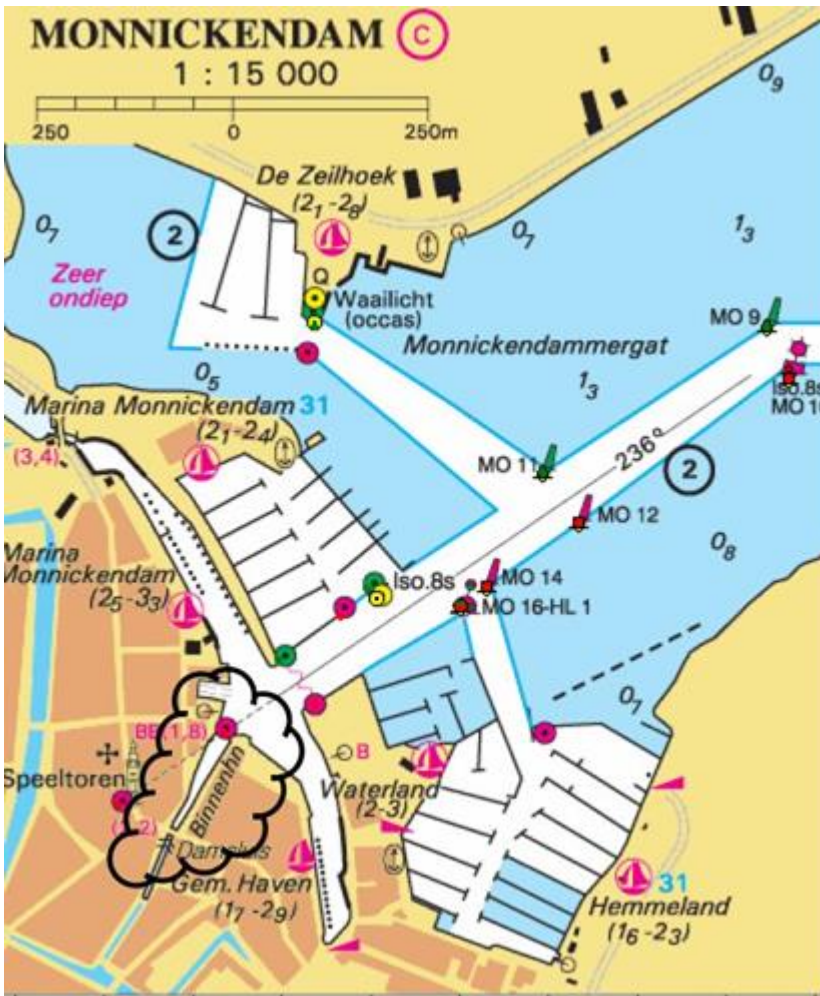 MONNICKENDAM C
1 : 15 000
250 0 250m
0₉
De Zeilhoek
(2₁-2₈)
0₇
2
0₇
1₃
Zeer
ondiep
Q
Waailicht
(occas)
MO 9
Monnickendammergat
0₅
1₃
Iso.8s
Marina Monnickendam 31
(2₁-2₄)
(3,4)
MO 11
236°
2
MO 12
0₈
Marina
Monnickendam
(2₅-3₃)
Iso.8s
MO 14
MO 16-HL 1
0₇
BB(1,8)
B
Speeltoren
Binnenhn
Waterland
(2-3)
Damsluis
Gem. Haven
(1₇-2₉)
31
Hemmeland
(1₆-2₃)